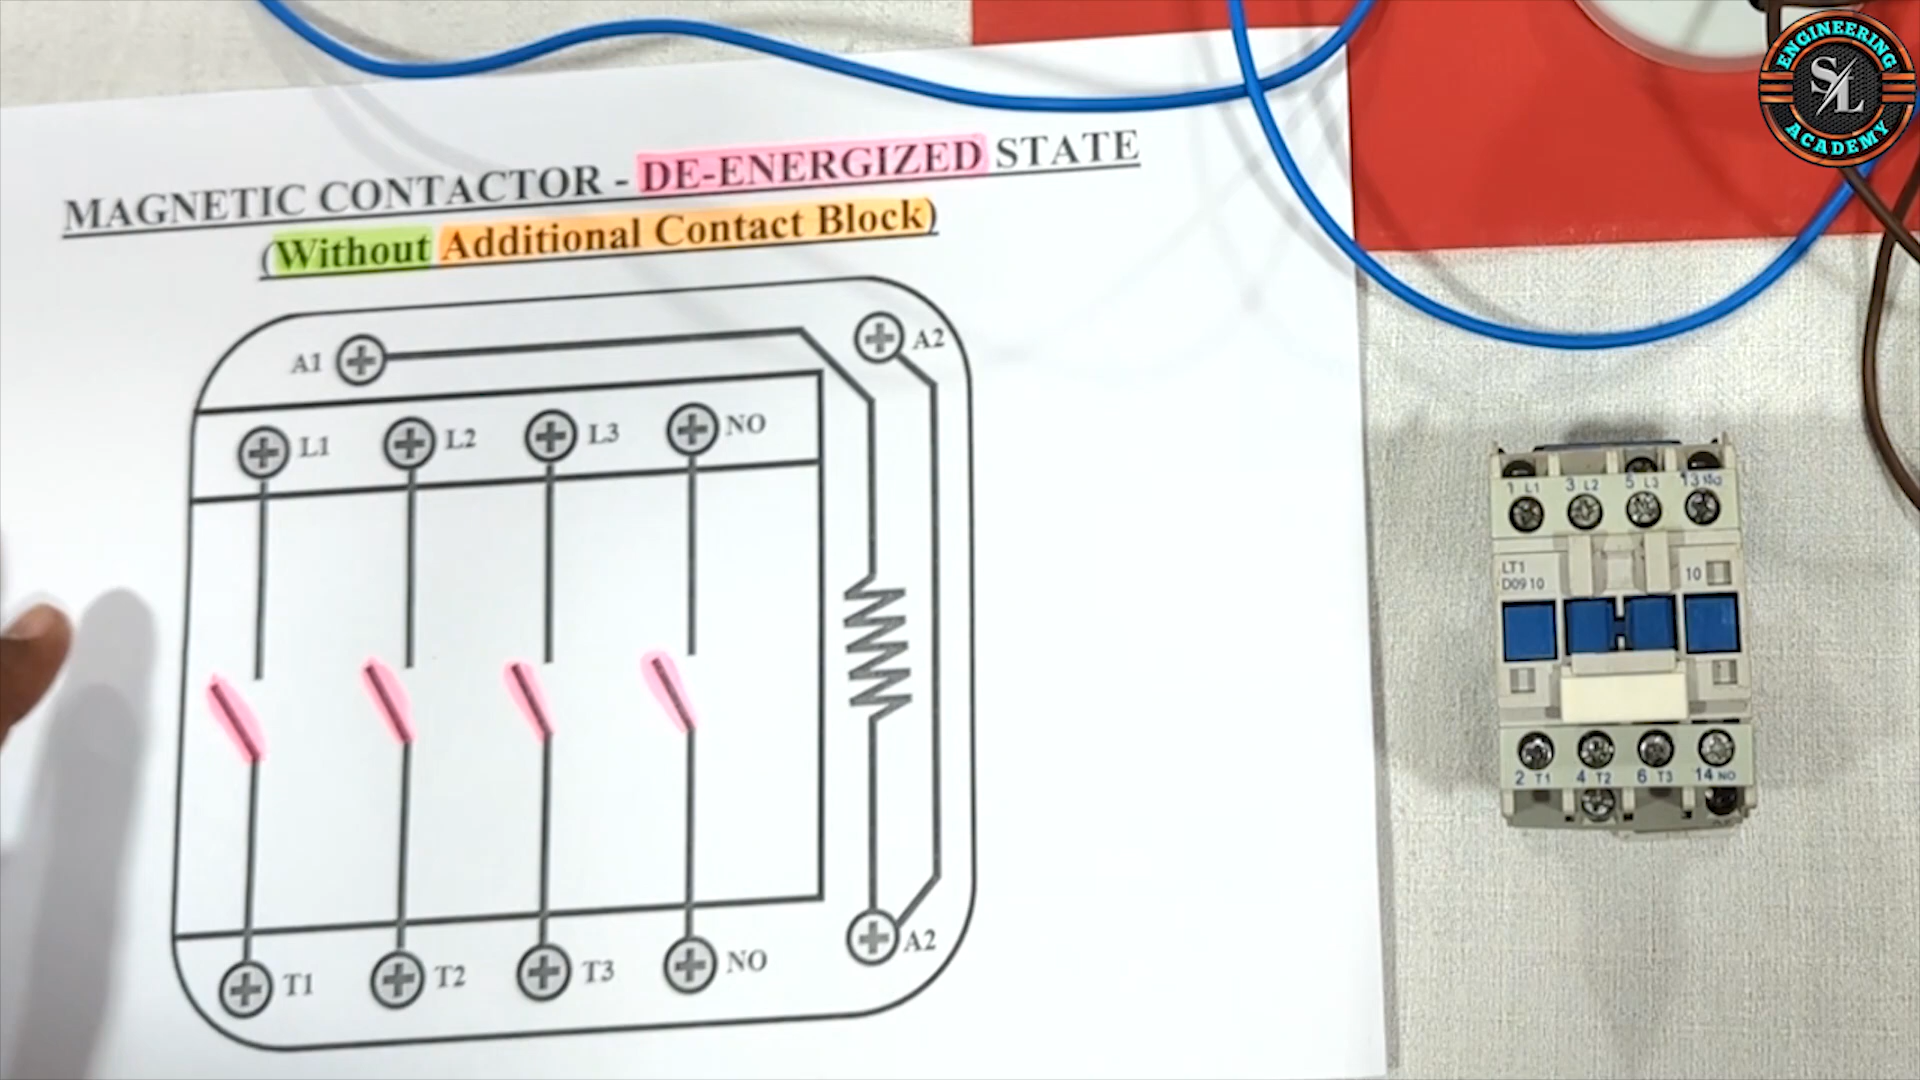 ENGINEERING
SL
ACADEMY
MAGNETIC CONTACTOR - DE-ENERGIZED STATE
(Without Additional Contact Block)
A1
A2
L1
L2
L3
NO
T1
T2
T3
NO
A2
1 L1 3 L2 5 L3 13 NO
LT1
D09 10
10
2 T1 4 T2 6 T3 14 NO